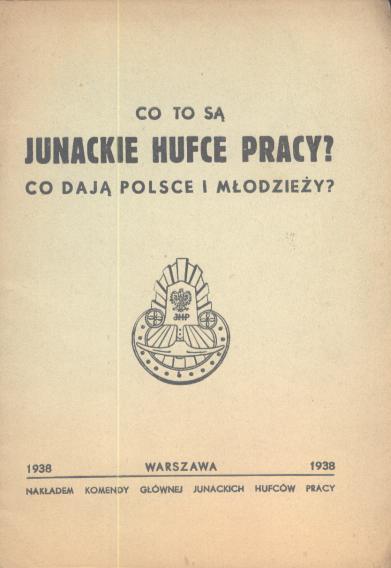 CO TO SĄ
JUNACKIE HUFCE PRACY?
CO DAJĄ POLSCE I MŁODZIEŻY?
JHP
1938 WARSZAWA 1938
NAKŁADEM KOMENDY GŁÓWNEJ JUNACKICH HUFCÓW PRACY